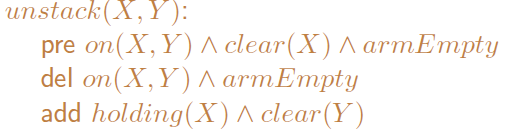 unstack(X, Y):
pre on(X, Y) ∧ clear(X) ∧ armEmpty
del on(X, Y) ∧ armEmpty
add holding(X) ∧ clear(Y)